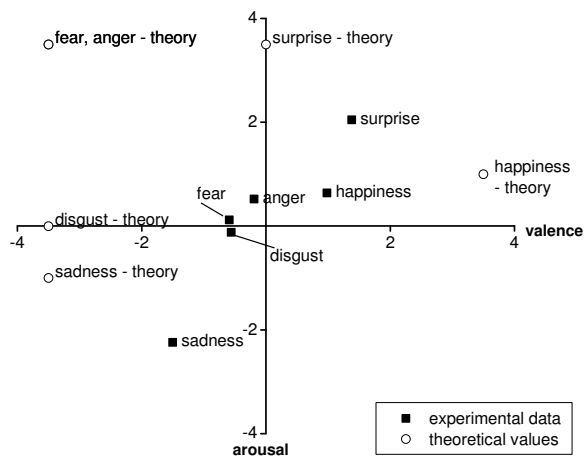 4
fear, anger - theory
surprise - theory
2
surprise
happiness
- theory
fear
anger
happiness
disgust - theory
-4
-2
2
4
valence
disgust
sadness - theory
-2
sadness
-4
arousal
experimental data
theoretical values